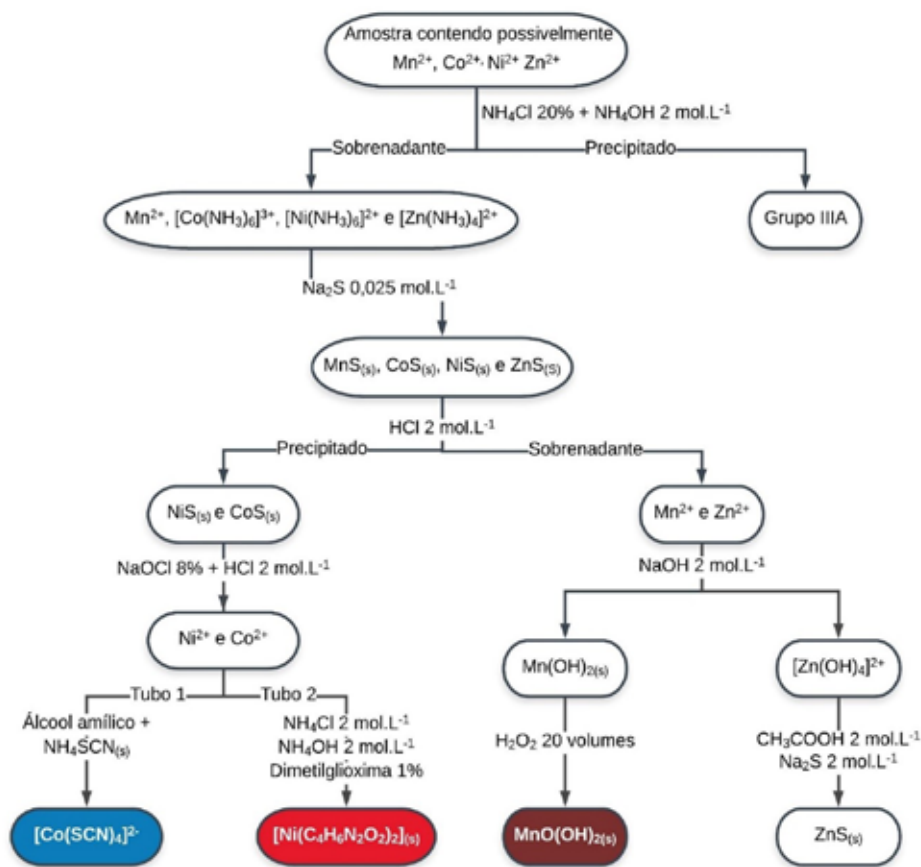 Amostra contendo possivelmente
Mn²⁺, Co²⁺, Ni²⁺ Zn²⁺
NH₄Cl 20% + NH₄OH 2 mol.L⁻¹
Sobrenadante
Precipitado
Mn²⁺, [Co(NH₃)₆]³⁺, [Ni(NH₃)₆]²⁺ e [Zn(NH₃)₄]²⁺
Grupo IIIA
Na₂S 0,025 mol.L⁻¹
MnS₍ₛ₎, CoS₍ₛ₎, NiS₍ₛ₎ e ZnS₍S₎
HCl 2 mol.L⁻¹
Precipitado
Sobrenadante
NiS₍ₛ₎ e CoS₍ₛ₎
Mn²⁺ e Zn²⁺
NaOCl 8% + HCl 2 mol.L⁻¹
NaOH 2 mol.L⁻¹
Ni²⁺ e Co²⁺
Mn(OH)₂₍ₛ₎
[Zn(OH)₄]²⁺
Tubo 1
Tubo 2
Álcool amílico +
NH₄SCN₍ₛ₎
NH₄Cl 2 mol.L⁻¹
NH₄OH 2 mol.L⁻¹
Dimetilglioxima 1%
H₂O₂ 20 volumes
CH₃COOH 2 mol.L⁻¹
Na₂S 2 mol.L⁻¹
[Co(SCN)₄]²⁻
[Ni(C₄H₆N₂O₂)₂]₍ₛ₎
MnO(OH)₂₍ₛ₎
ZnS₍ₛ₎